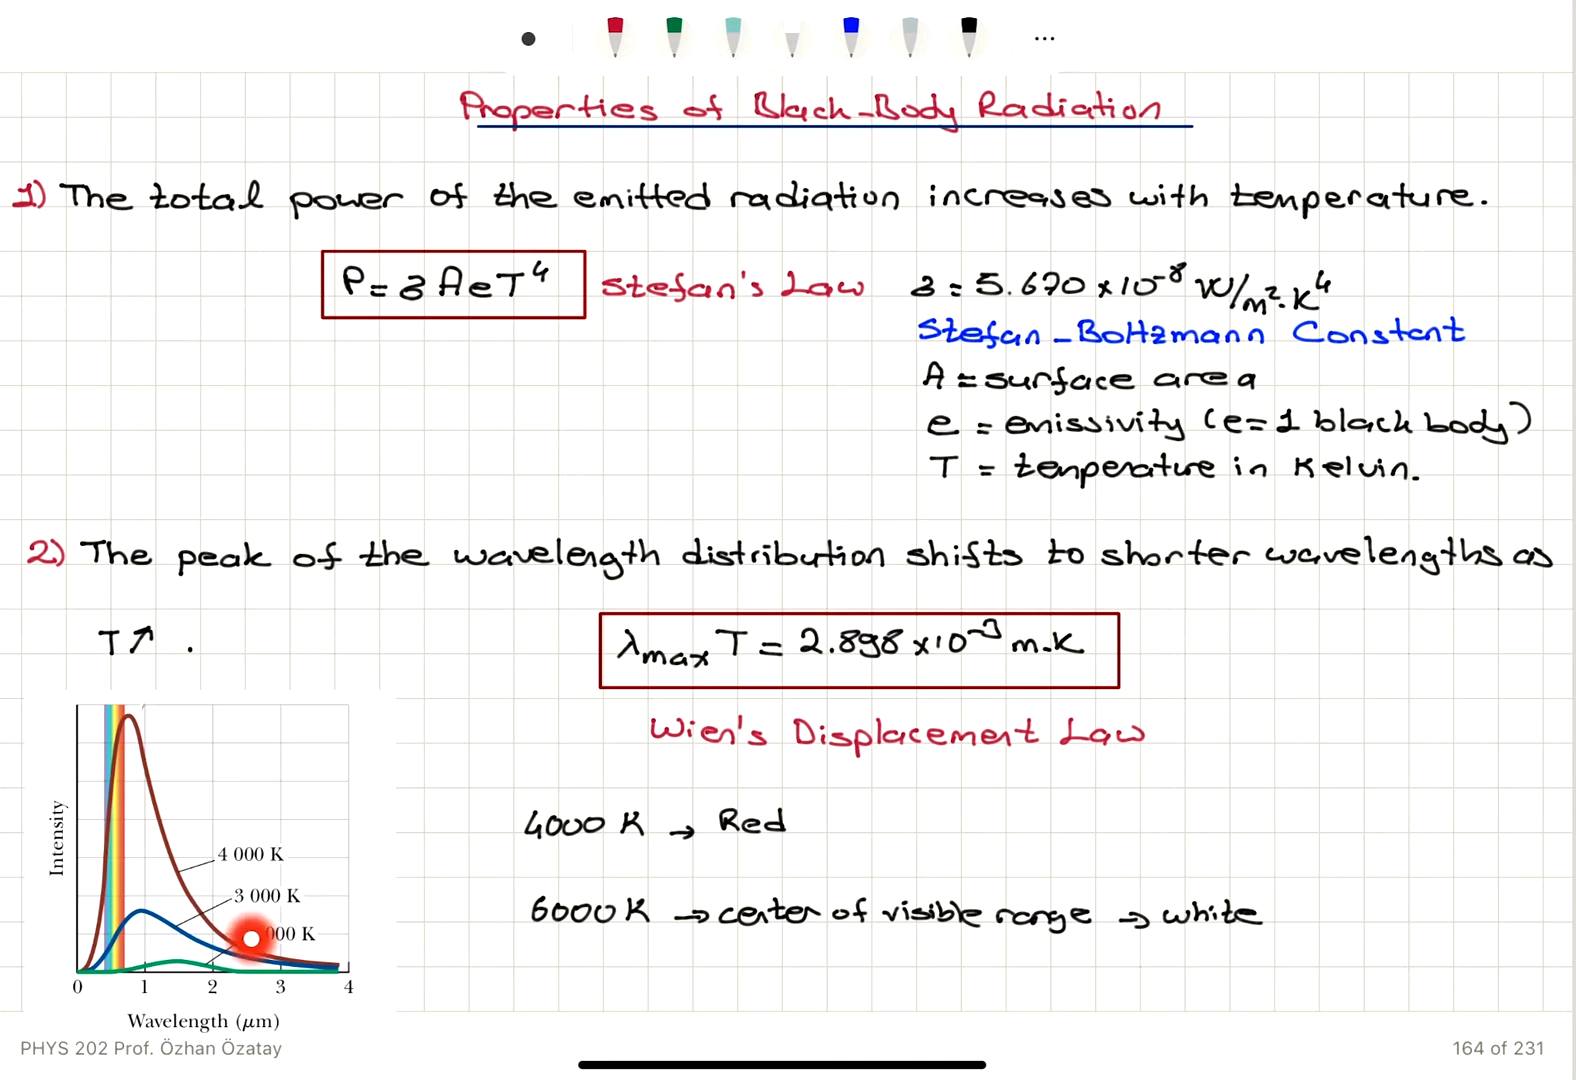 ...
Properties of Black-Body Radiation
1) The total power of the emitted radiation increases with temperature.
P = σ A e T⁴ Stefan's Law σ = 5.670 x 10⁻⁸ W/m².K⁴
Stefan-Boltzmann Constant
A = surface area
e = emissivity (e = 1 black body)
T = temperature in Kelvin.
2) The peak of the wavelength distribution shifts to shorter wavelengths as
T↗ .
λmax T = 2.898 x 10⁻³ m.K
Wien's Displacement Law
4000 K → Red
6000 K → center of visible range → white
Intensity
4 000 K
3 000 K
000 K
0 1 2 3 4
Wavelength (μm)
PHYS 202 Prof. Özhan Özatay
164 of 231